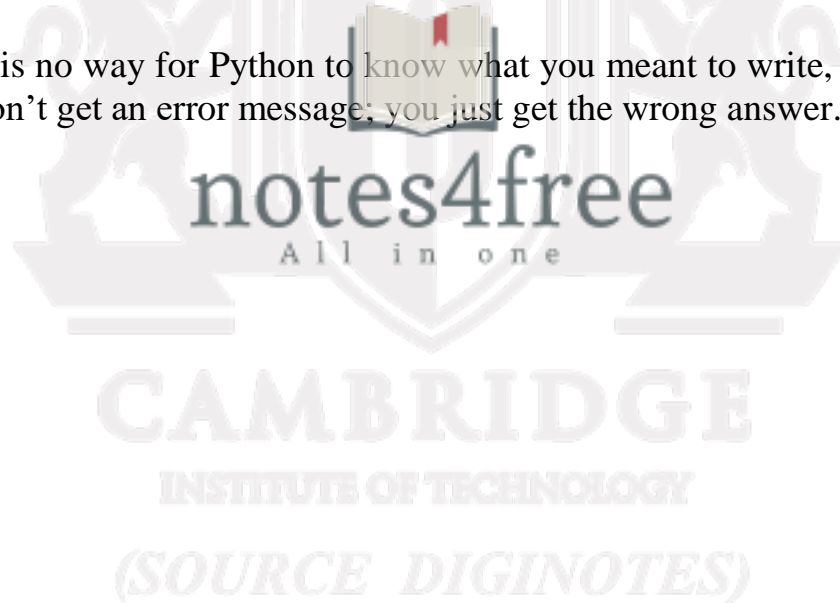 is no way for Python to know what you meant to write,
on't get an error message; you just get the wrong answer.
notes4free
All in one
CAMBRIDGE
INSTITUTE OF TECHNOLOGY
(SOURCE DIGINOTES)